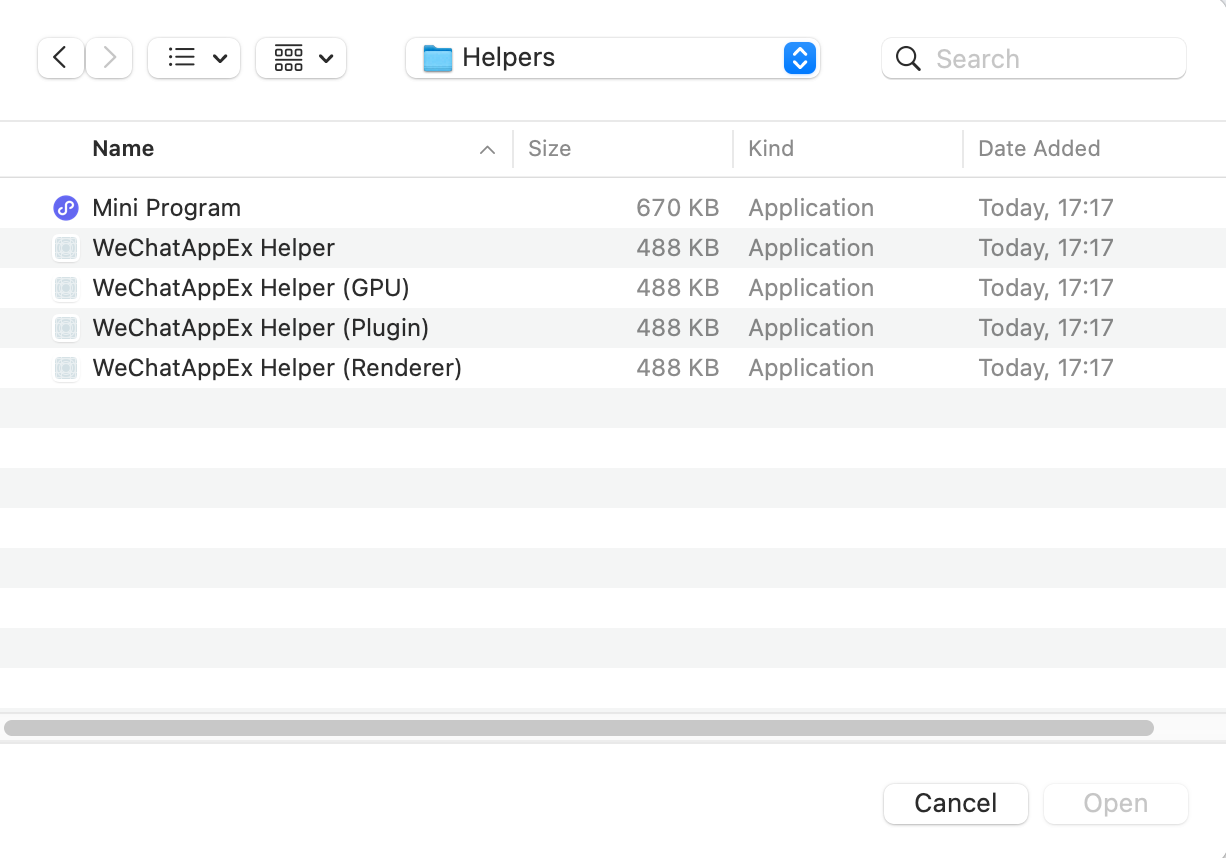 Helpers
Search
Name Size Kind Date Added
Mini Program 670 KB Application Today, 17:17
WeChatAppEx Helper 488 KB Application Today, 17:17
WeChatAppEx Helper (GPU) 488 KB Application Today, 17:17
WeChatAppEx Helper (Plugin) 488 KB Application Today, 17:17
WeChatAppEx Helper (Renderer) 488 KB Application Today, 17:17
Cancel Open